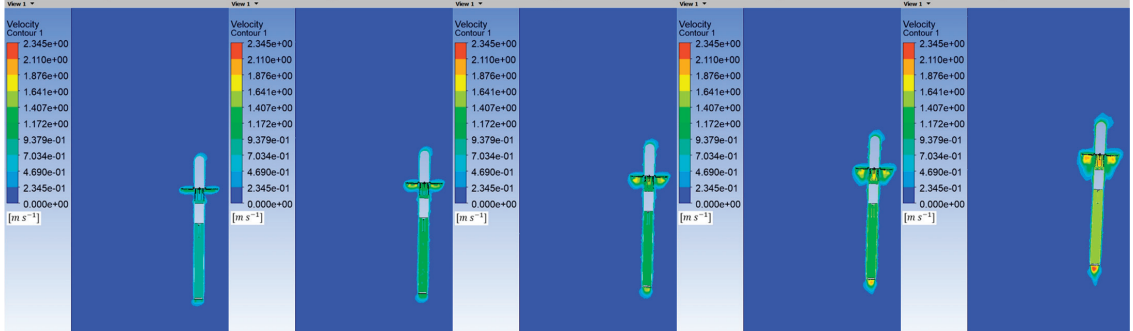 View 1
Velocity
Contour 1
2.345e+00
2.110e+00
1.876e+00
1.641e+00
1.407e+00
1.172e+00
9.379e-01
7.034e-01
4.690e-01
2.345e-01
0.000e+00
[m s⁻¹]
View 1
Velocity
Contour 1
2.345e+00
2.110e+00
1.876e+00
1.641e+00
1.407e+00
1.172e+00
9.379e-01
7.034e-01
4.690e-01
2.345e-01
0.000e+00
[m s⁻¹]
View 1
Velocity
Contour 1
2.345e+00
2.110e+00
1.876e+00
1.641e+00
1.407e+00
1.172e+00
9.379e-01
7.034e-01
4.690e-01
2.345e-01
0.000e+00
[m s⁻¹]
View 1
Velocity
Contour 1
2.345e+00
2.110e+00
1.876e+00
1.641e+00
1.407e+00
1.172e+00
9.379e-01
7.034e-01
4.690e-01
2.345e-01
0.000e+00
[m s⁻¹]
View 1
Velocity
Contour 1
2.345e+00
2.110e+00
1.876e+00
1.641e+00
1.407e+00
1.172e+00
9.379e-01
7.034e-01
4.690e-01
2.345e-01
0.000e+00
[m s⁻¹]